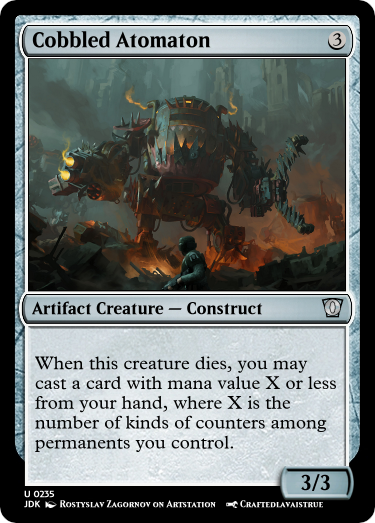 Cobbled Atomaton 3
Artifact Creature — Construct
When this creature dies, you may
cast a card with mana value X or less
from your hand, where X is the
number of kinds of counters among
permanents you control.
3/3
U 0235
JDK Rostyslav Zagornov on Artstation Craftedlavaistrue